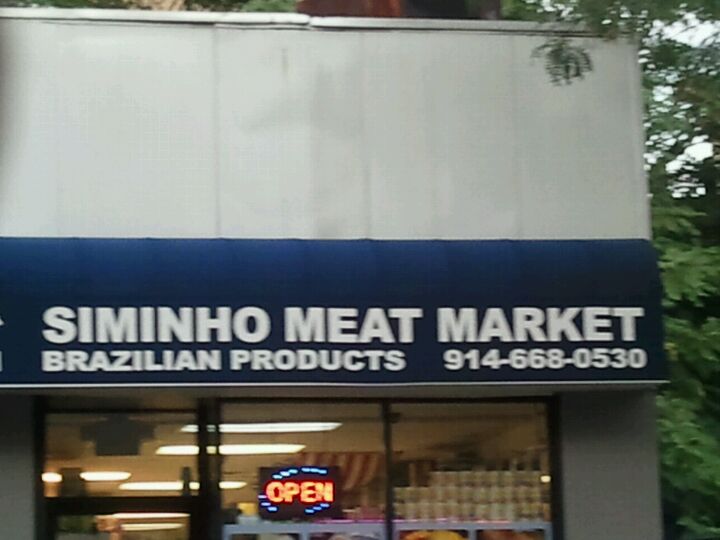 SIMINHO MEAT MARKET
BRAZILIAN PRODUCTS 914-668-0530
OPEN